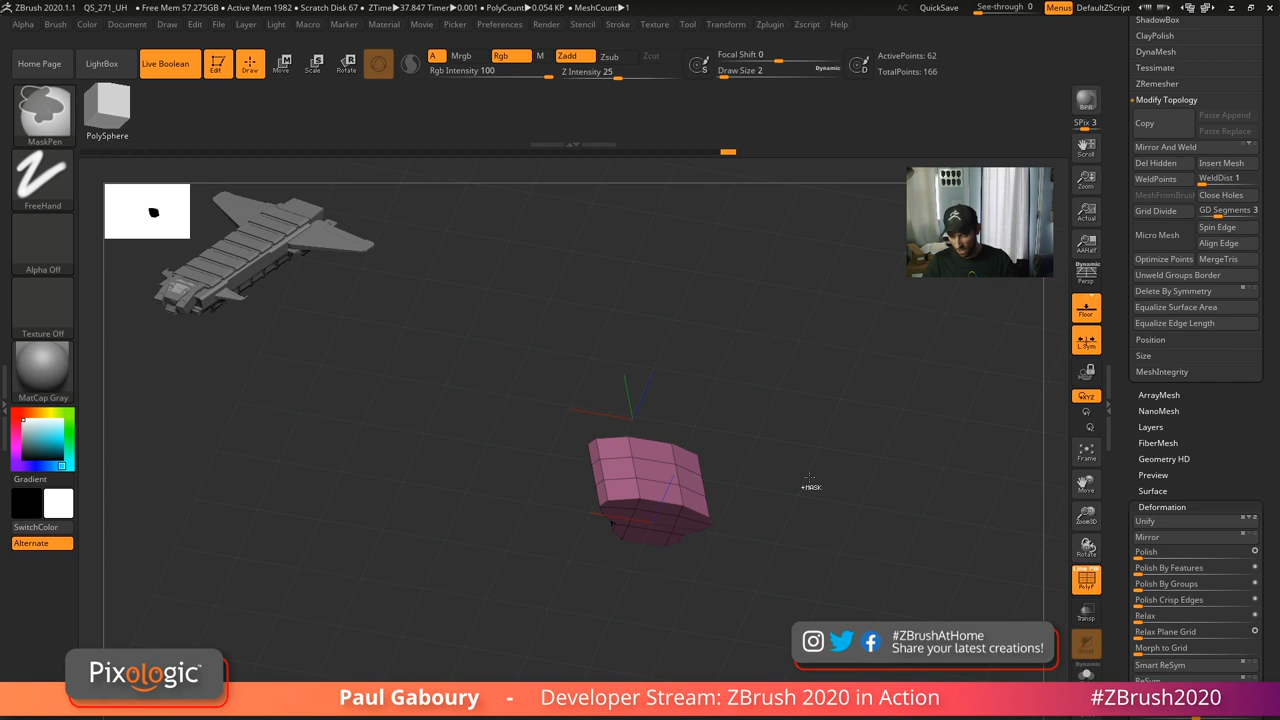 ZBrush 2020.1.1 QS_271_UH • Free Mem 57.275GB • Active Mem 1982 • Scratch Disk 67 • ZTime▶37.847 Timer▶0.001 • PolyCount▶0.054 KP • MeshCount▶1 AC QuickSave See-through 0 Menus DefaultZScript
Alpha Brush Color Document Draw Edit File Layer Light Macro Marker Material Movie Picker Preferences Render Stencil Stroke Texture Tool Transform Zplugin Zscript Help
Home Page LightBox Live Boolean Edit Draw Move Scale Rotate
A Mrgb Rgb M Zadd Zsub Zcut
Rgb Intensity 100 Z Intensity 25
Focal Shift 0
Draw Size 2 Dynamic
ActivePoints: 62
TotalPoints: 166
MaskPen
PolySphere
FreeHand
Alpha Off
Texture Off
MatCap Gray
Gradient
SwitchColor
Alternate
+MASK
BPR
SPix 3
Scroll
Zoom
Actual
AAHalf
Dynamic
Persp
Floor
L.Sym
XYZ
Frame
Move
Zoom3D
Rotate
Line Fill
PolyF
Transp
Dynamic
ShadowBox
ClayPolish
DynaMesh
Tessimate
ZRemesher
Modify Topology
Copy Paste Append
Paste Replace
Mirror And Weld
Del Hidden Insert Mesh
WeldPoints WeldDist 1
MeshFromBrush Close Holes
Grid Divide GD Segments 3
Micro Mesh Spin Edge
Align Edge
Optimize Points MergeTris
Unweld Groups Border
Delete By Symmetry
Equalize Surface Area
Equalize Edge Length
Position
Size
MeshIntegrity
ArrayMesh
NanoMesh
Layers
FiberMesh
Geometry HD
Preview
Surface
Deformation
Unify
Mirror
Polish
Polish By Features
Polish By Groups
Polish Crisp Edges
Relax
Relax Plane Grid
Morph to Grid
Smart ReSym
ReSym
#ZBrushAtHome
Share your latest creations!
Pixologic™
Paul Gaboury - Developer Stream: ZBrush 2020 in Action #ZBrush2020